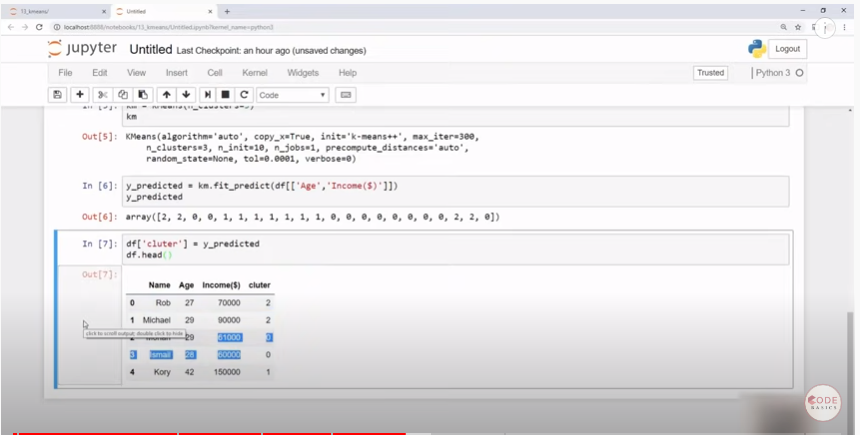 13_kmeans/
Untitled
localhost:8888/notebooks/13_kmeans/Untitled.ipynb?kernel_name=python3
jupyter Untitled Last Checkpoint: an hour ago (unsaved changes)
Logout
File Edit View Insert Cell Kernel Widgets Help
Trusted
Python 3
Code
km
Out[5]: KMeans(algorithm='auto', copy_x=True, init='k-means++', max_iter=300,
n_clusters=3, n_init=10, n_jobs=1, precompute_distances='auto',
random_state=None, tol=0.0001, verbose=0)
In [6]: y_predicted = km.fit_predict(df[['Age','Income($)']])
y_predicted
Out[6]: array([2, 2, 0, 0, 1, 1, 1, 1, 1, 1, 1, 0, 0, 0, 0, 0, 0, 0, 0, 2, 2, 0])
In [7]: df['cluter'] = y_predicted
df.head()
Out[7]:
Name Age Income($) cluter
0 Rob 27 70000 2
1 Michael 29 90000 2
click to scroll output; double click to hide
29 61000 0
3 Ismail 28 60000 0
4 Kory 42 150000 1
CODE
BASICS